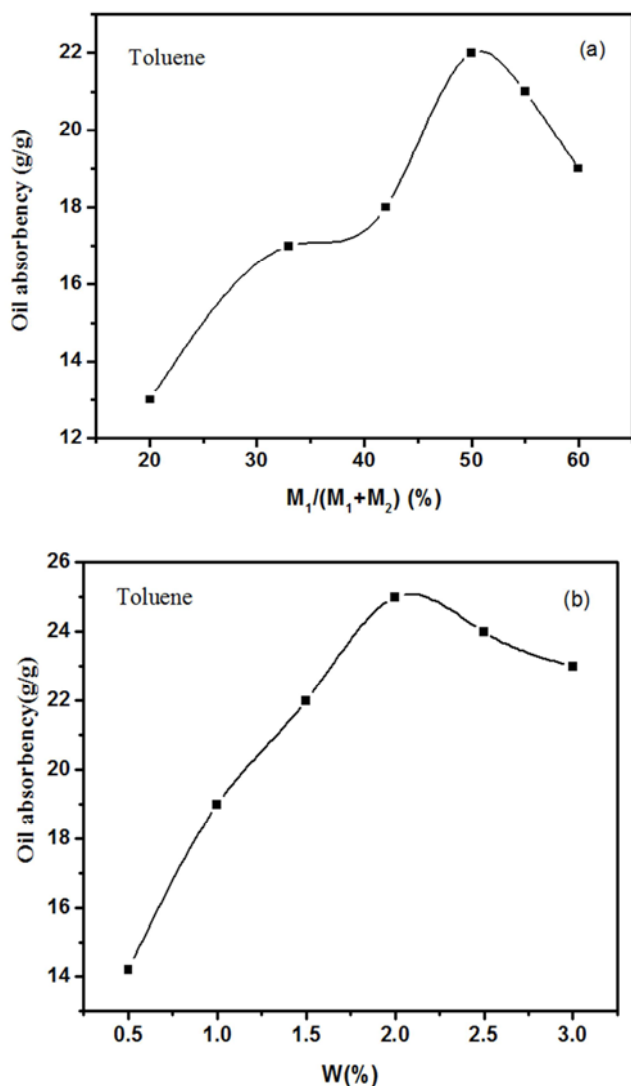 (a)
Toluene
Oil absorbency (g/g)
22
20
18
16
14
12
20 30 40 50 60
M₁/(M₁+M₂) (%)
(b)
Toluene
Oil absorbency(g/g)
26
24
22
20
18
16
14
0.5 1.0 1.5 2.0 2.5 3.0
W(%)